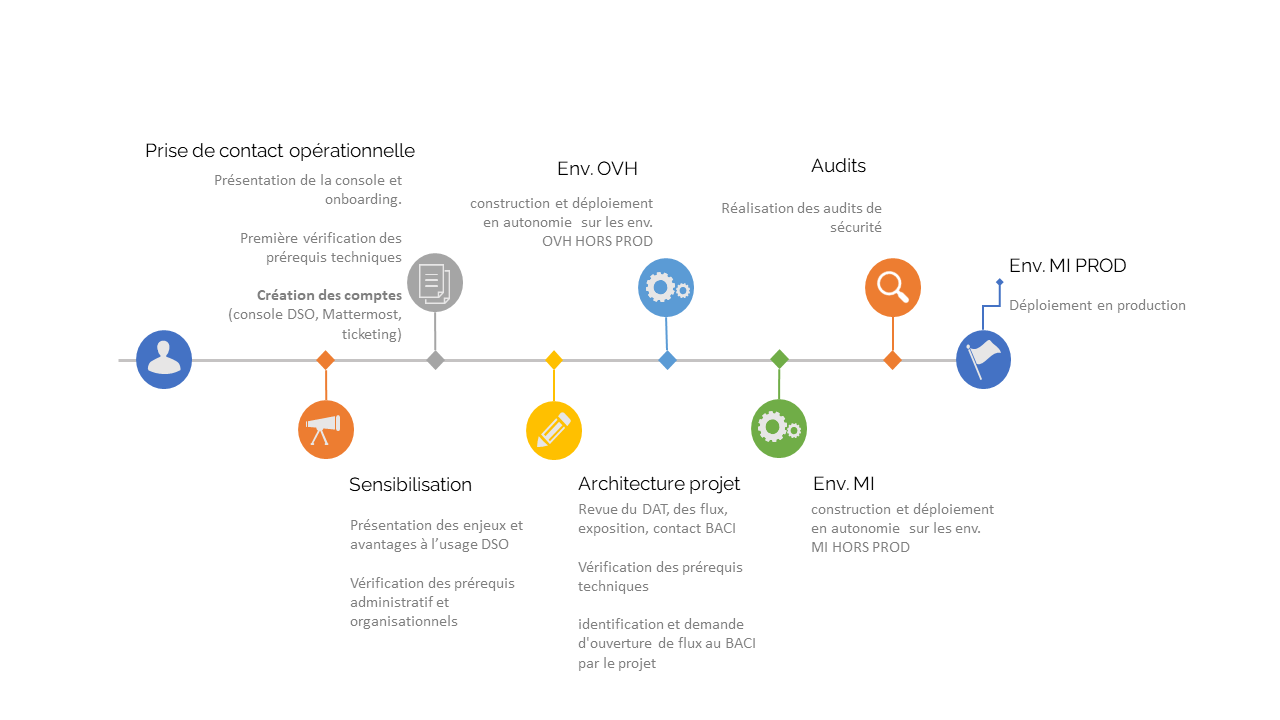 Prise de contact opérationnelle
Présentation de la console et
onboarding.
Première vérification des
prérequis techniques
Création des comptes
(console DSO, Mattermost,
ticketing)
Env. OVH
construction et déploiement
en autonomie sur les env.
OVH HORS PROD
Audits
Réalisation des audits de
sécurité
Env. MI PROD
Déploiement en production
Sensibilisation
Présentation des enjeux et
avantages à l’usage DSO
Vérification des prérequis
administratif et
organisationnels
Architecture projet
Revue du DAT, des flux,
exposition, contact BACI
Vérification des prérequis
techniques
identification et demande
d'ouverture de flux au BACI
par le projet
Env. MI
construction et déploiement
en autonomie sur les env.
MI HORS PROD